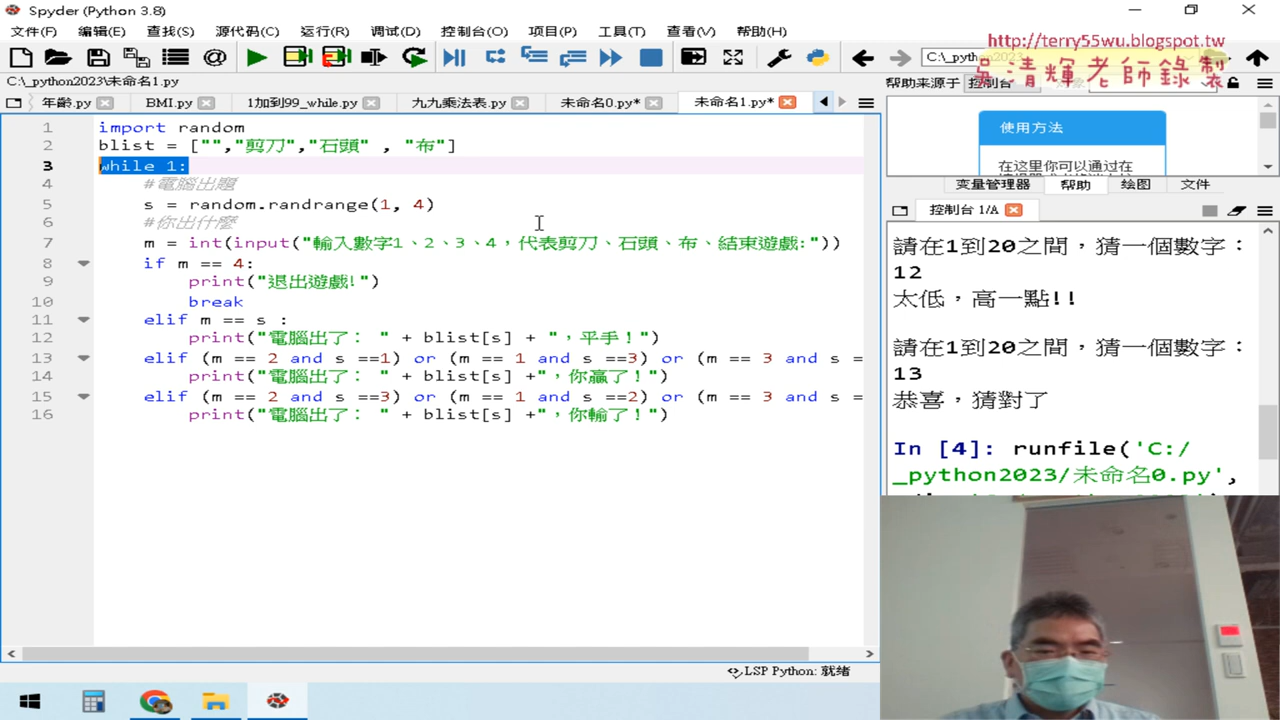 Spyder (Python 3.8)
文件(F) 编辑(E) 查找(S) 源代码(C) 运行(R) 调试(D) 控制台(O) 项目(P) 工具(T) 查看(V) 帮助(H)
http://terry55wu.blogspot.tw
吳清輝老師錄製
C:\_python2023\未命名1.py
帮助来源于 控制台
年齡.py BMI.py 1加到99_while.py 九九乘法表.py 未命名0.py* 未命名1.py*
使用方法
在这里你可以通过在
变量管理器 帮助 绘图 文件
控制台 1/A
1 import random
2 blist = ["","剪刀","石頭" , "布"]
3 while 1:
4 #電腦出題
5 s = random.randrange(1, 4)
6 #你出什麼
7 m = int(input("輸入數字1、2、3、4，代表剪刀、石頭、布、結束遊戲:"))
8 if m == 4:
9 print("退出遊戲!")
10 break
11 elif m == s :
12 print("電腦出了： " + blist[s] + "，平手！")
13 elif (m == 2 and s ==1) or (m == 1 and s ==3) or (m == 3 and s =
14 print("電腦出了： " + blist[s] +"，你贏了！")
15 elif (m == 2 and s ==3) or (m == 1 and s ==2) or (m == 3 and s =
16 print("電腦出了： " + blist[s] +"，你輸了！")
請在1到20之間，猜一個數字：
12
太低，高一點!!
請在1到20之間，猜一個數字：
13
恭喜，猜對了
In [4]: runfile('C:/
_python2023/未命名0.py',
LSP Python: 就绪